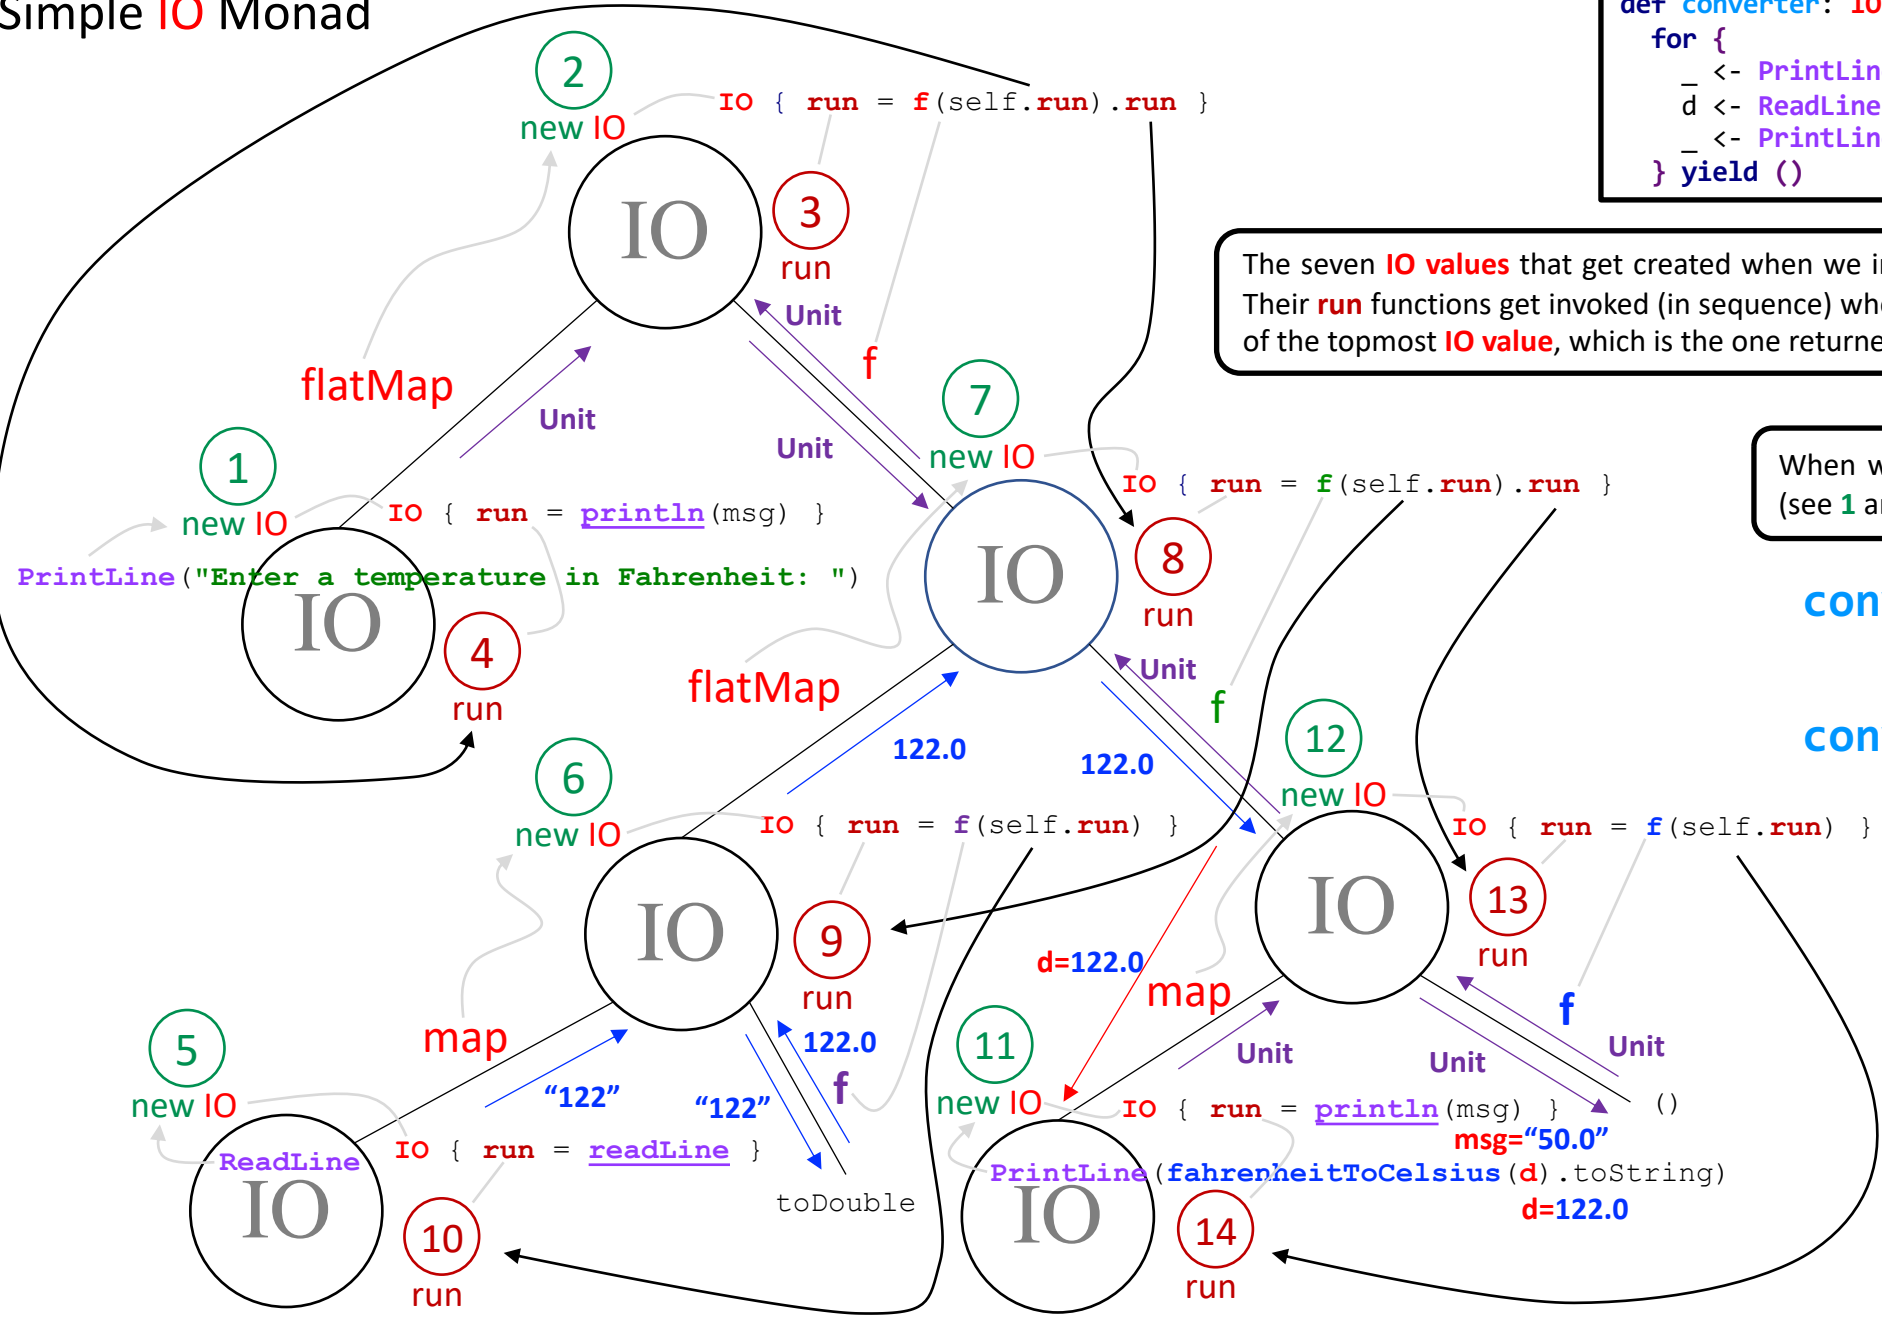 Simple IO Monad
def converter: IO
for {
_ <- PrintLin
d <- ReadLine
_ <- PrintLin
} yield ()
2
new IO
IO { run = f(self.run).run }
IO
3
run
The seven IO values that get created when we i
Their run functions get invoked (in sequence) whe
of the topmost IO value, which is the one returne
Unit
f
flatMap
Unit
Unit
7
new IO
1
new IO
IO { run = println(msg) }
IO { run = f(self.run).run }
When w
(see 1 a
PrintLine("Enter a temperature in Fahrenheit: ")
IO
IO
8
run
con
4
run
flatMap
Unit
f
122.0
122.0
12
new IO
con
6
new IO
IO { run = f(self.run) }
IO { run = f(self.run) }
IO
9
run
IO
13
run
d=122.0
map
map
f
122.0
f
5
new IO
"122"
"122"
11
new IO
Unit
Unit
Unit
()
IO { run = println(msg) }
msg="50.0"
ReadLine
IO { run = readLine }
PrintLine(fahrenheitToCelsius(d).toString)
d=122.0
toDouble
IO
10
run
IO
14
run